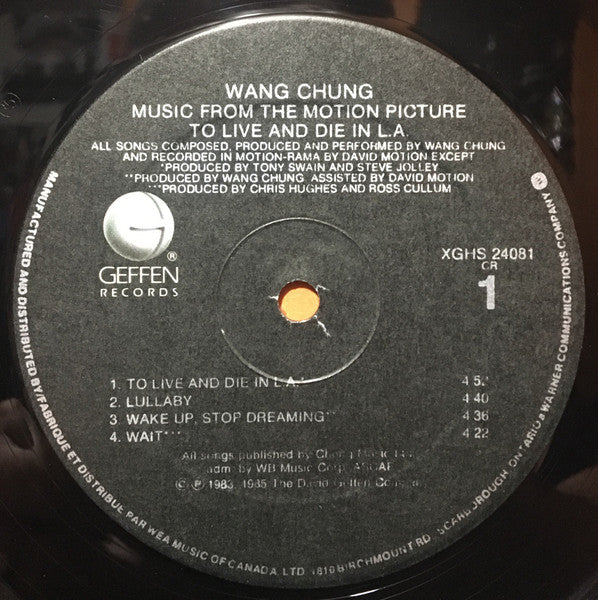 WANG CHUNG
MUSIC FROM THE MOTION PICTURE
TO LIVE AND DIE IN L.A.
ALL SONGS COMPOSED, PRODUCED AND PERFORMED BY WANG CHUNG
AND RECORDED IN MOTION-RAMA BY DAVID MOTION EXCEPT
*PRODUCED BY TONY SWAIN AND STEVE JOLLEY
**PRODUCED BY WANG CHUNG. ASSISTED BY DAVID MOTION
***PRODUCED BY CHRIS HUGHES AND ROSS CULLUM
G ®
GEFFEN
RECORDS
XGHS 24081
CR
1
1. TO LIVE AND DIE IN L.A.* 4 5
2. LULLABY 4 40
3. WAKE UP, STOP DREAMING** 4 36
4. WAIT*** 4 22
All songs published by Music
adm. by WB Music Corp. ASCAP
© ℗ 1983, 1985 The David Geffen
MANUFACTURED AND DISTRIBUTED BY/FABRIQUE ET DISTRIBUE PAR WEA MUSIC OF CANADA, LTD. 1810 BIRCHMOUNT RD. SCARBOROUGH, ONTARIO A WARNER COMMUNICATIONS COMPANY